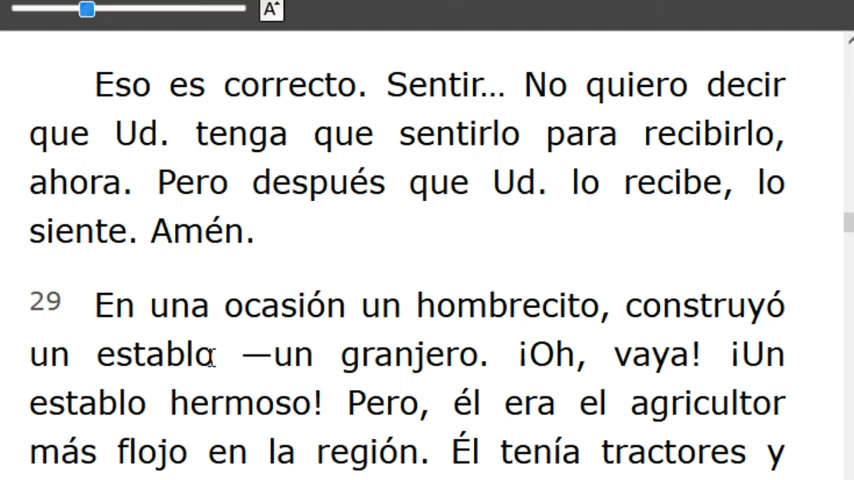 A
Eso es correcto. Sentir... No quiero decir
que Ud. tenga que sentirlo para recibirlo,
ahora. Pero después que Ud. lo recibe, lo
siente. Amén.
29 En una ocasión un hombrecito, construyó
un establo —un granjero. ¡Oh, vaya! ¡Un
establo hermoso! Pero, él era el agricultor
más flojo en la región. Él tenía tractores y